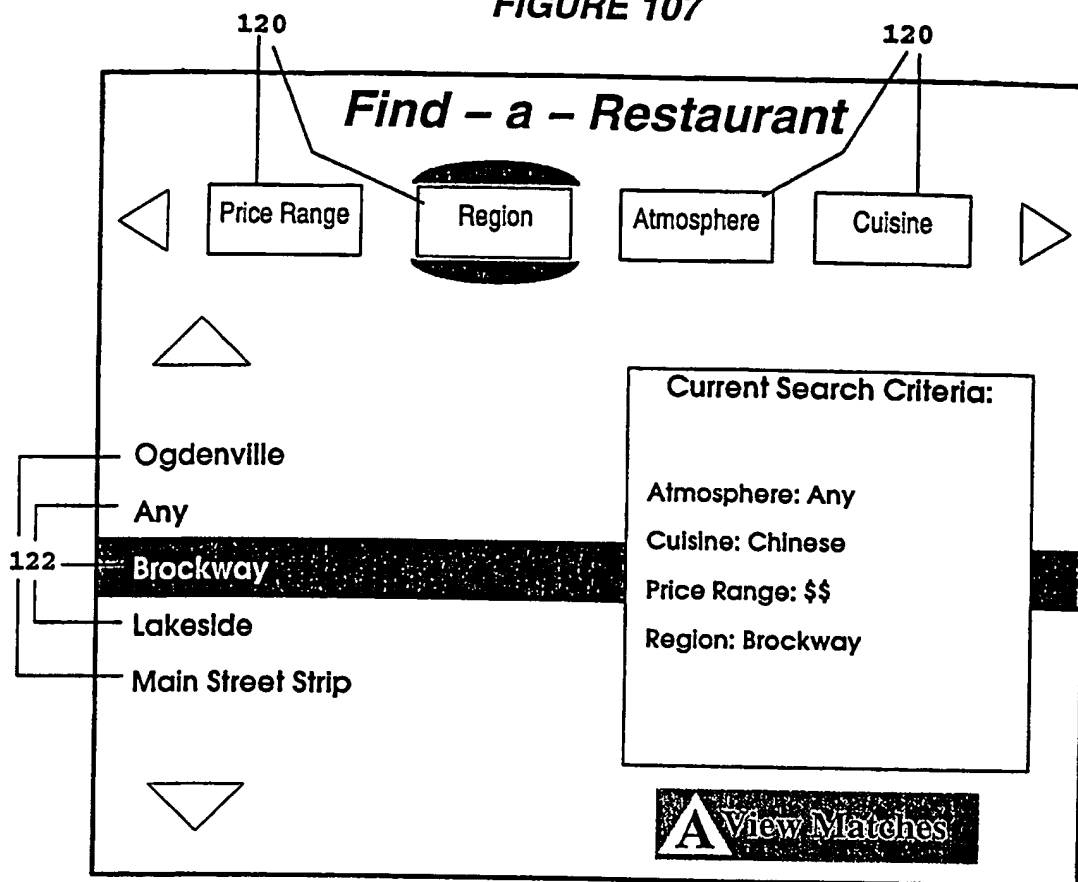 FIGURE 107
120 120
Find – a – Restaurant
Price Range Region Atmosphere Cuisine
Current Search Criteria:
Ogdenville
Atmosphere: Any
Any
Cuisine: Chinese
122 Brockway
Price Range: $$
Lakeside
Region: Brockway
Main Street Strip
A View Matches